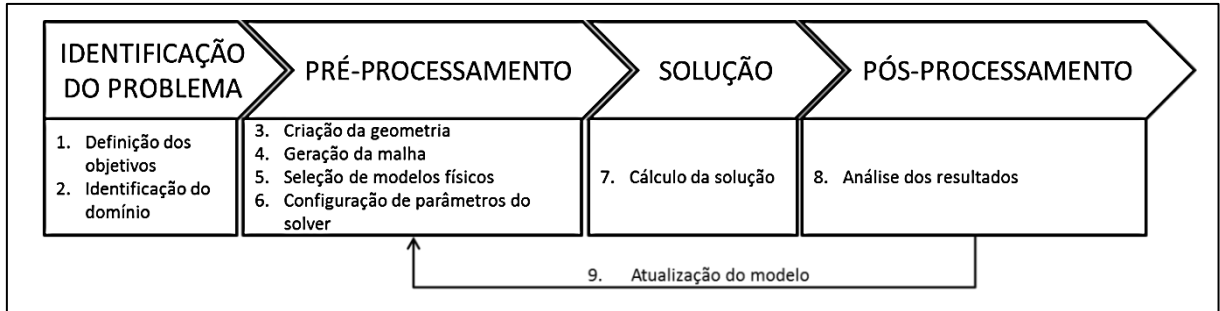 IDENTIFICAÇÃO
DO PROBLEMA
PRÉ-PROCESSAMENTO
SOLUÇÃO
PÓS-PROCESSAMENTO
1. Definição dos
objetivos
2. Identificação do
domínio
3. Criação da geometria
4. Geração da malha
5. Seleção de modelos físicos
6. Configuração de parâmetros do
solver
7. Cálculo da solução
8. Análise dos resultados
9. Atualização do modelo